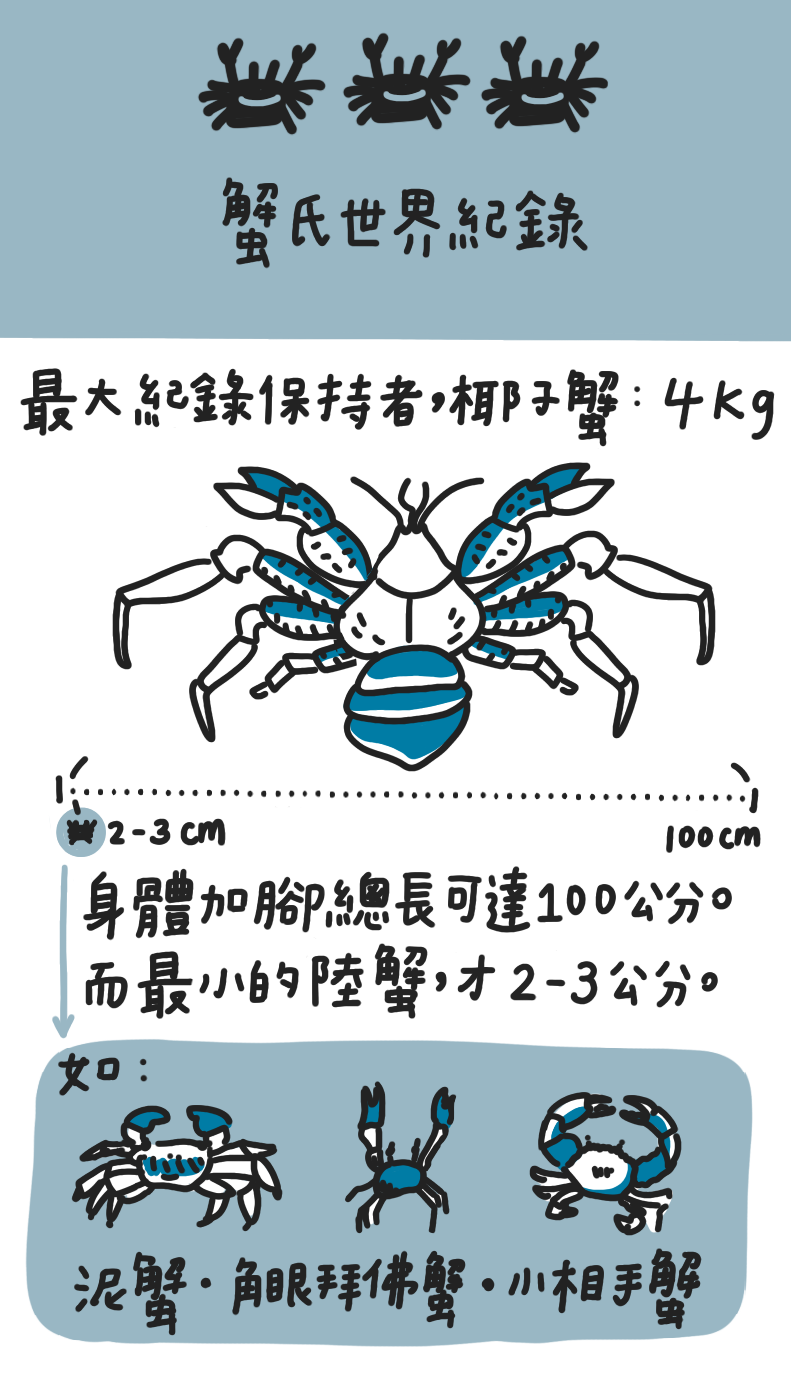 蟹氏世界紀錄
最大紀錄保持者，椰子蟹：4Kg
2-3cm
100cm
身體加腳總長可達100公分。
而最小的陸蟹，才2-3公分。
如：
泥蟹・角眼拜佛蟹・小相手蟹